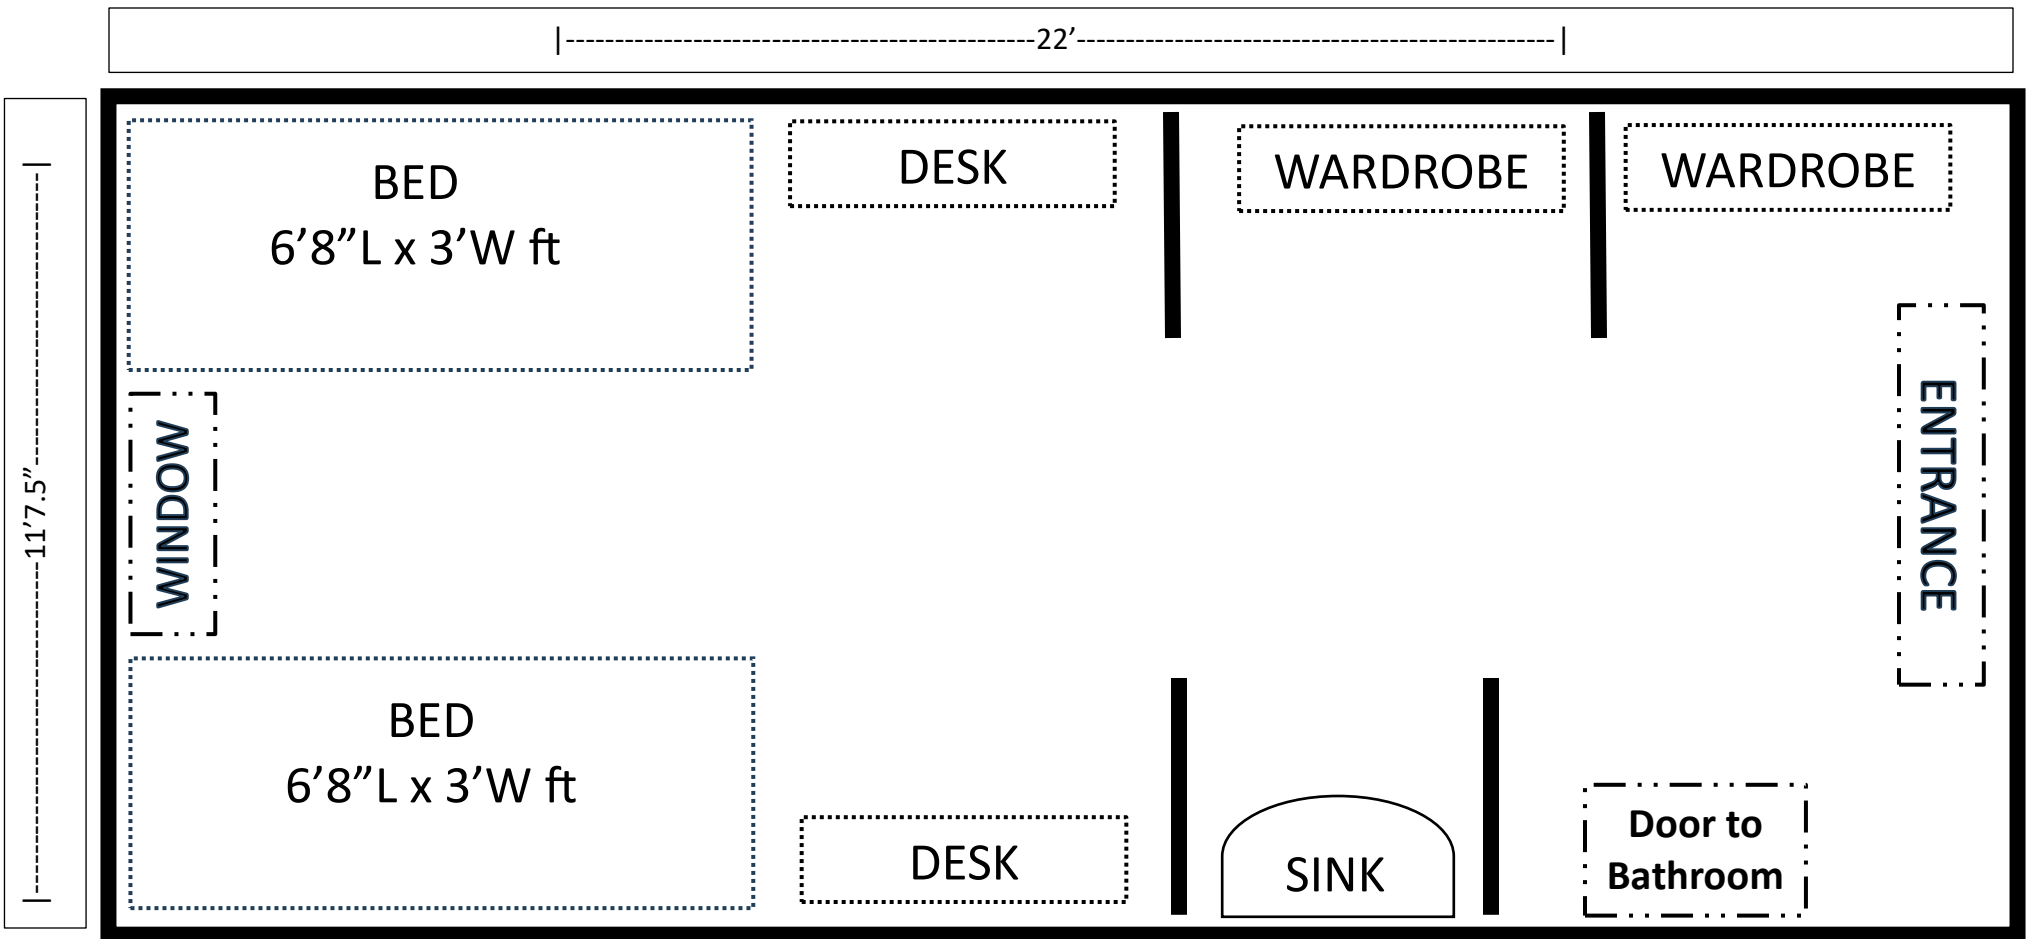 |------------------------------------------------22'-------------------------------------------------|
BED
6’8”L x 3’W ft
DESK
WARDROBE
WARDROBE
|------------------------------11’7.5”-----------------------------------|
WINDOW
ENTRANCE
BED
6’8”L x 3’W ft
DESK
SINK
Door to
Bathroom